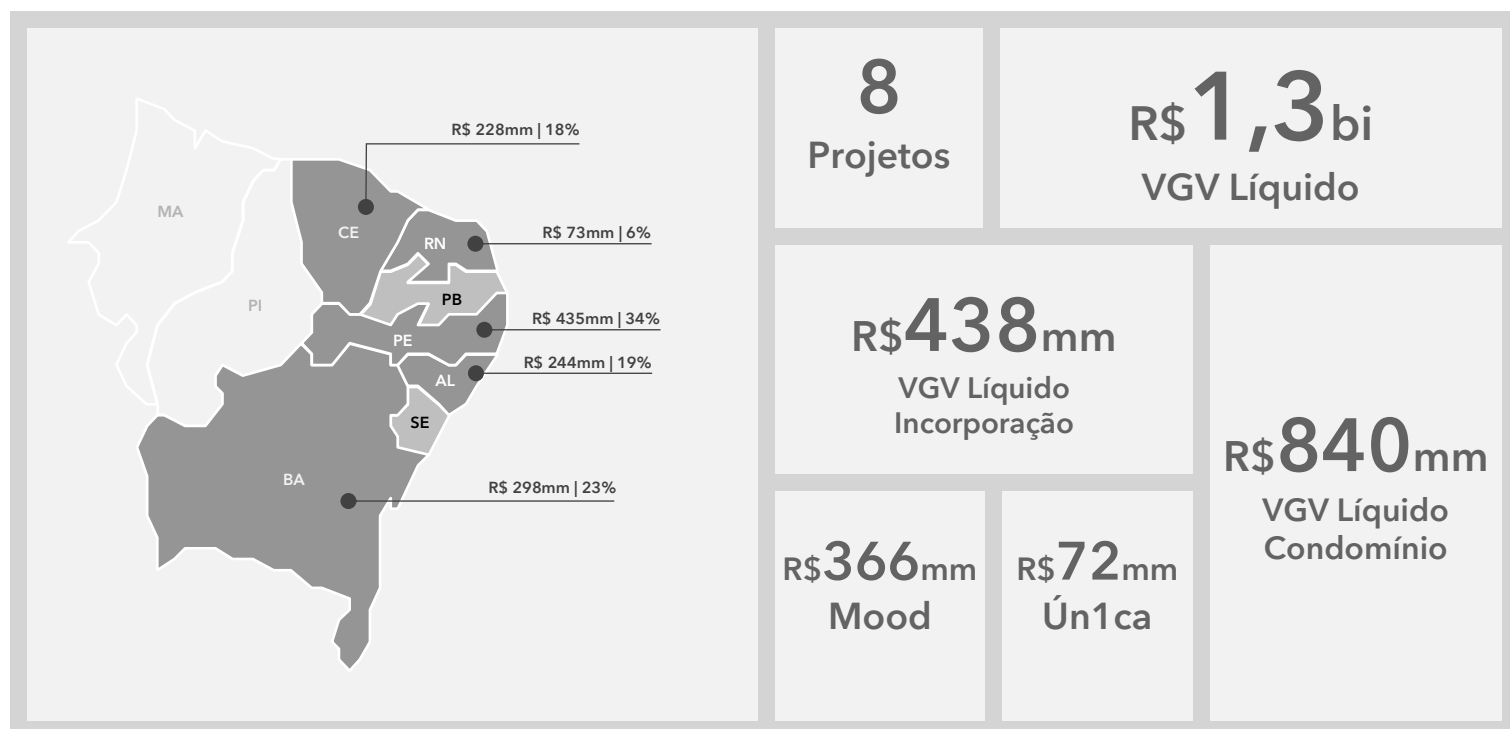 R$ 228mm | 18%
MA
CE
R$ 73mm | 6%
RN
PI
PB
R$ 435mm | 34%
PE
R$ 244mm | 19%
AL
SE
BA
R$ 298mm | 23%
8
Projetos
R$1,3bi
VGV Líquido
R$438mm
VGV Líquido
Incorporação
R$366mm
Mood
R$72mm
Ún1ca
R$840mm
VGV Líquido
Condomínio